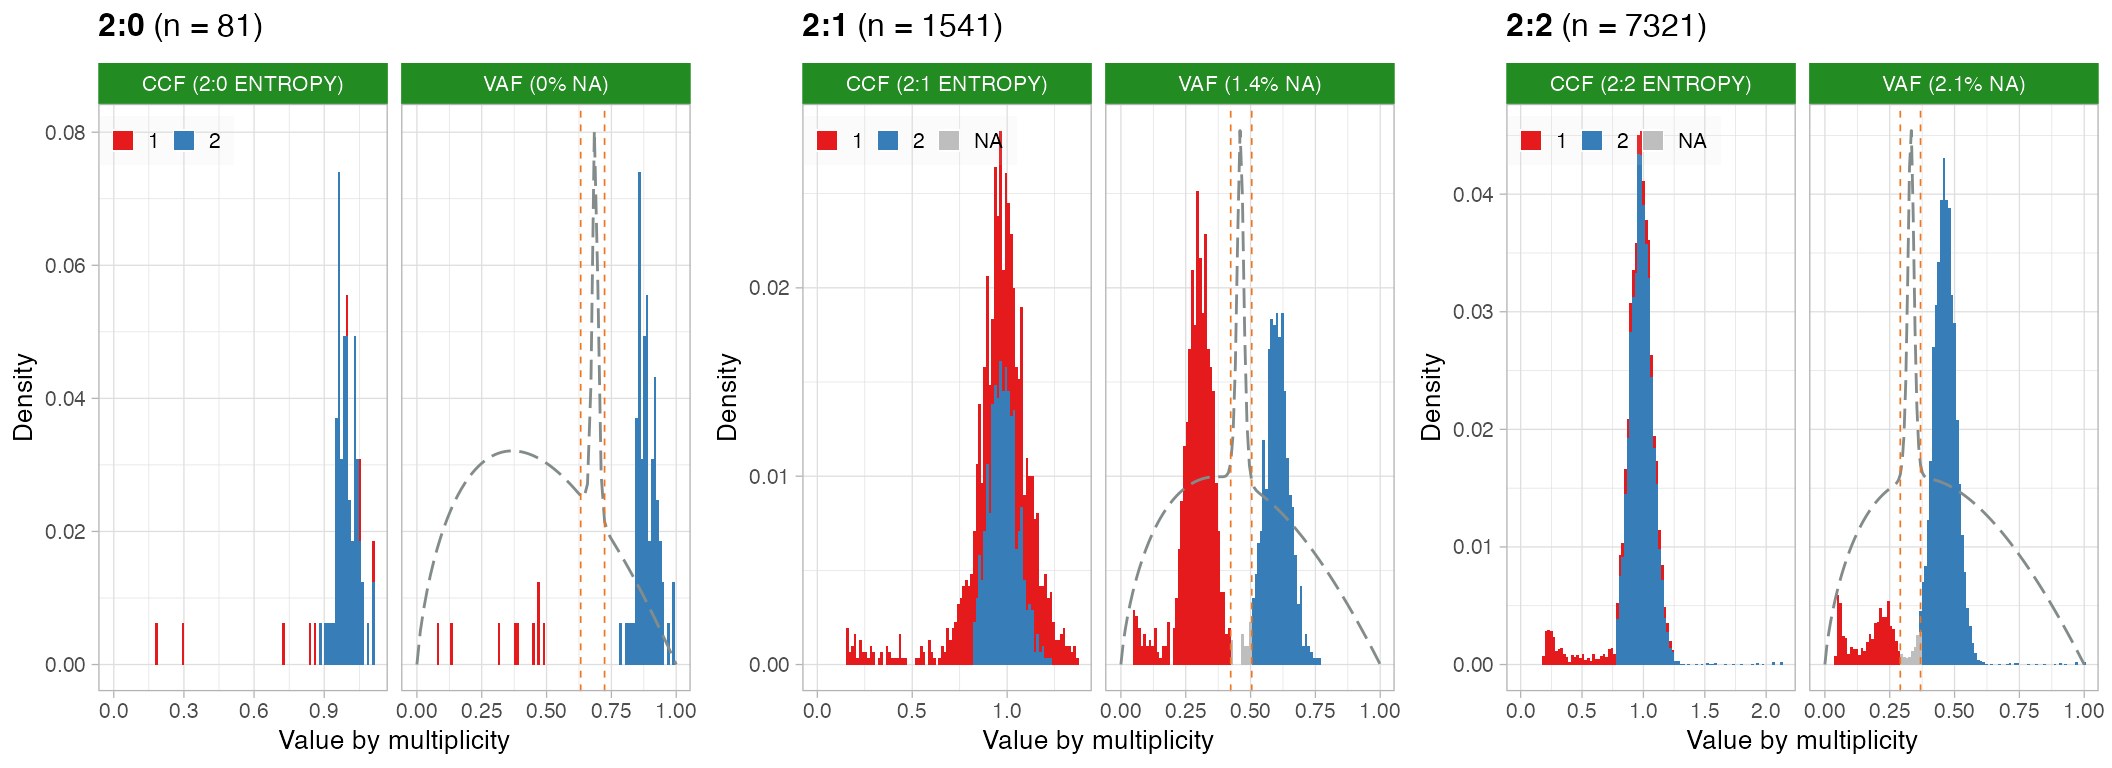 2:0 (n = 81)
CCF (2:0 ENTROPY)
VAF (0% NA)
1 2
Density
0.08
0.06
0.04
0.02
0.00
0.0 0.3 0.6 0.9
0.00 0.25 0.50 0.75 1.00
Value by multiplicity
2:1 (n = 1541)
CCF (2:1 ENTROPY)
VAF (1.4% NA)
1 2 NA
Density
0.02
0.01
0.00
0.0 0.5 1.0
0.00 0.25 0.50 0.75 1.00
Value by multiplicity
2:2 (n = 7321)
CCF (2:2 ENTROPY)
VAF (2.1% NA)
1 2 NA
Density
0.04
0.03
0.02
0.01
0.00
0.0 0.5 1.0 1.5 2.0
0.00 0.25 0.50 0.75 1.00
Value by multiplicity